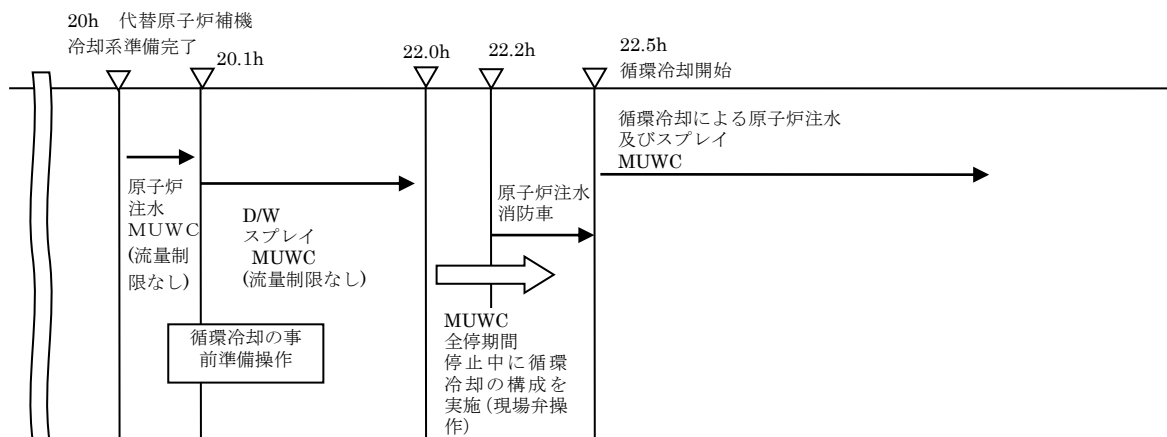 20h　代替原子炉補機
冷却系準備完了
20.1h
22.0h
22.2h
22.5h
循環冷却開始
原子炉
注水
ＭＵＷＣ
(流量制
限なし)
D/W
スプレイ
MUWC
(流量制限なし)
循環冷却の事
前準備操作
MUWC
全停期間
停止中に循環
冷却の構成を
実施(現場弁操
作)
原子炉注水
消防車
循環冷却による原子炉注水
及びスプレイ
MUWC